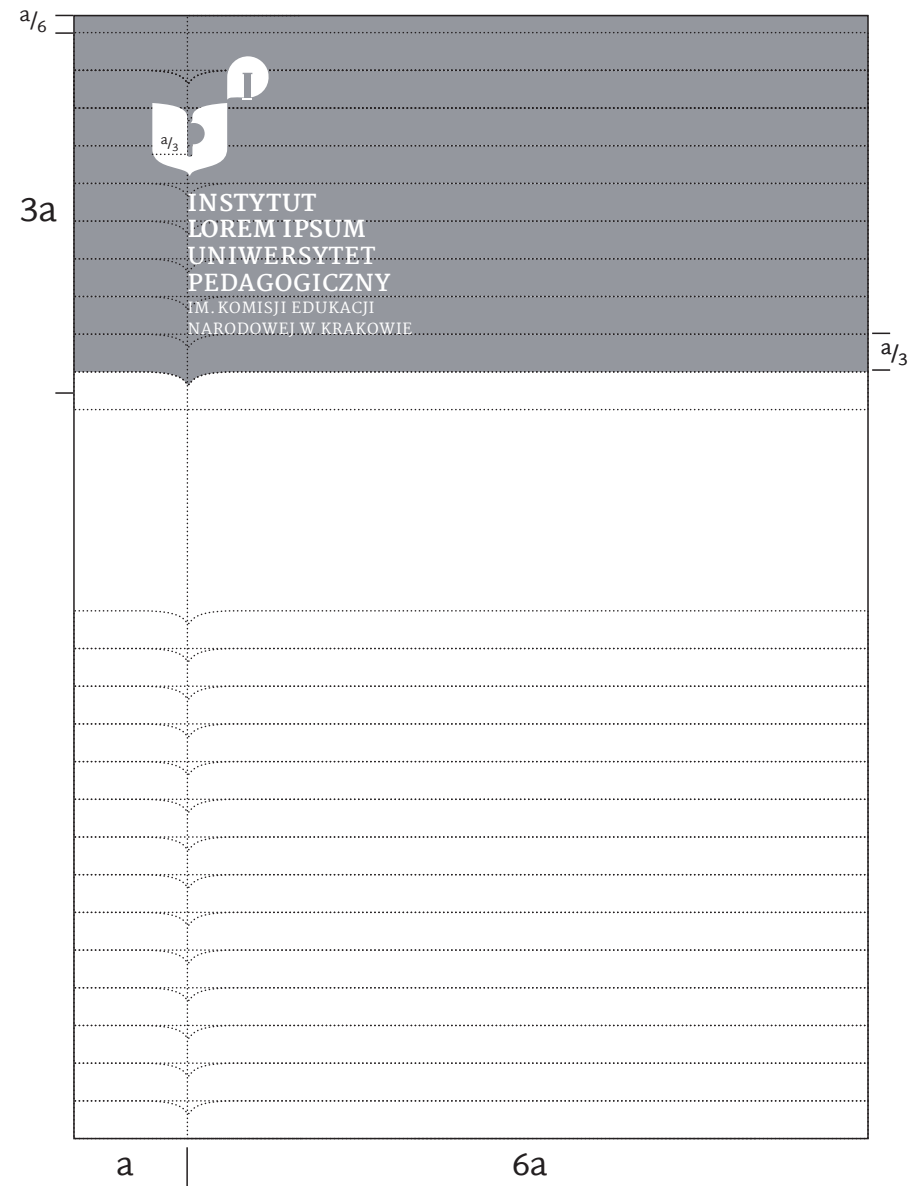 a/6
I
a/3
3a
INSTYTUT
LOREM IPSUM
UNIWERSYTET
PEDAGOGICZNY
IM. KOMISJI EDUKACJI
NARODOWEJ W KRAKOWIE
a/3
a
6a